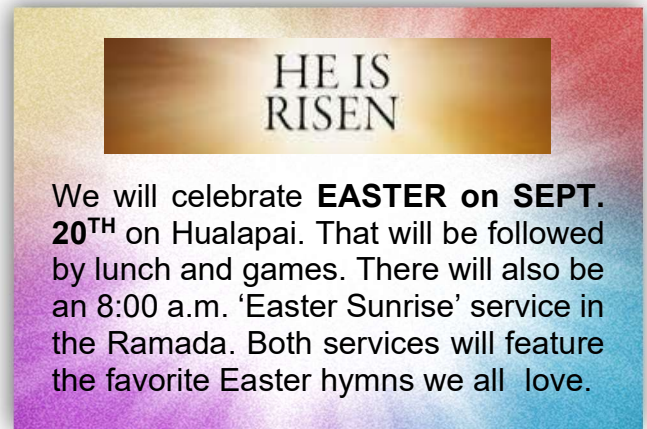 HE IS
RISEN
We will celebrate EASTER on SEPT.
20TH on Hualapai. That will be followed
by lunch and games. There will also be
an 8:00 a.m. ‘Easter Sunrise’ service in
the Ramada. Both services will feature
the favorite Easter hymns we all love.